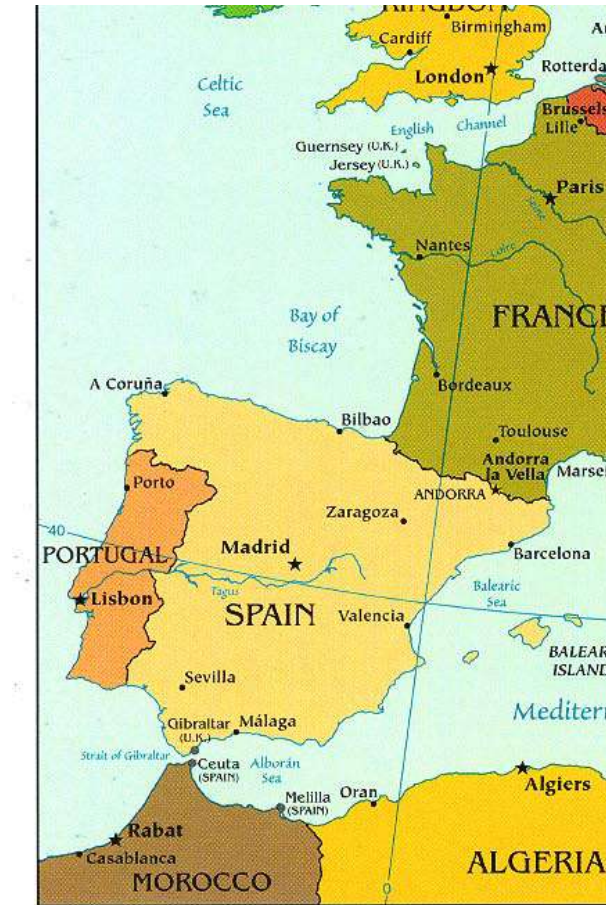 KINGDOM
Birmingham
Cardiff
London
Rotterda
Celtic
Sea
Brussels
Lille
English Channel
Guernsey (U.K.)
Jersey (U.K.)
Paris
Seine
Nantes
Loire
Bay of
Biscay
FRANCE
A Coruña
Bordeaux
Bilbao
Toulouse
Andorra
la Vella
Marsei
Porto
ANDORRA
Zaragoza
40
PORTUGAL
Madrid
Barcelona
Lisbon
Tagus
Balearic
Sea
SPAIN
Valencia
BALEAR
ISLAND
Sevilla
Mediterr
Gibraltar
(U.K.)
Málaga
Strait of Gibraltar
Ceuta
(SPAIN)
Alborán
Sea
Algiers
Melilla
(SPAIN)
Oran
Rabat
Casablanca
ALGERIA
MOROCCO
0